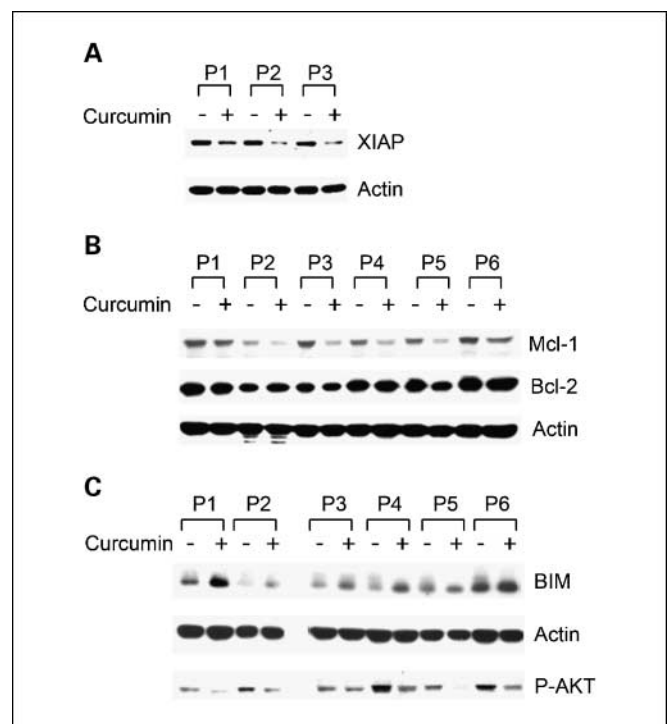 A
P1 P2 P3
Curcumin - + - + - +
XIAP
Actin
B
P1 P2 P3 P4 P5 P6
Curcumin - + - + - + - + - + - +
Mcl-1
Bcl-2
Actin
C
P1 P2 P3 P4 P5 P6
Curcumin - + - + - + - + - + - +
BIM
Actin
P-AKT